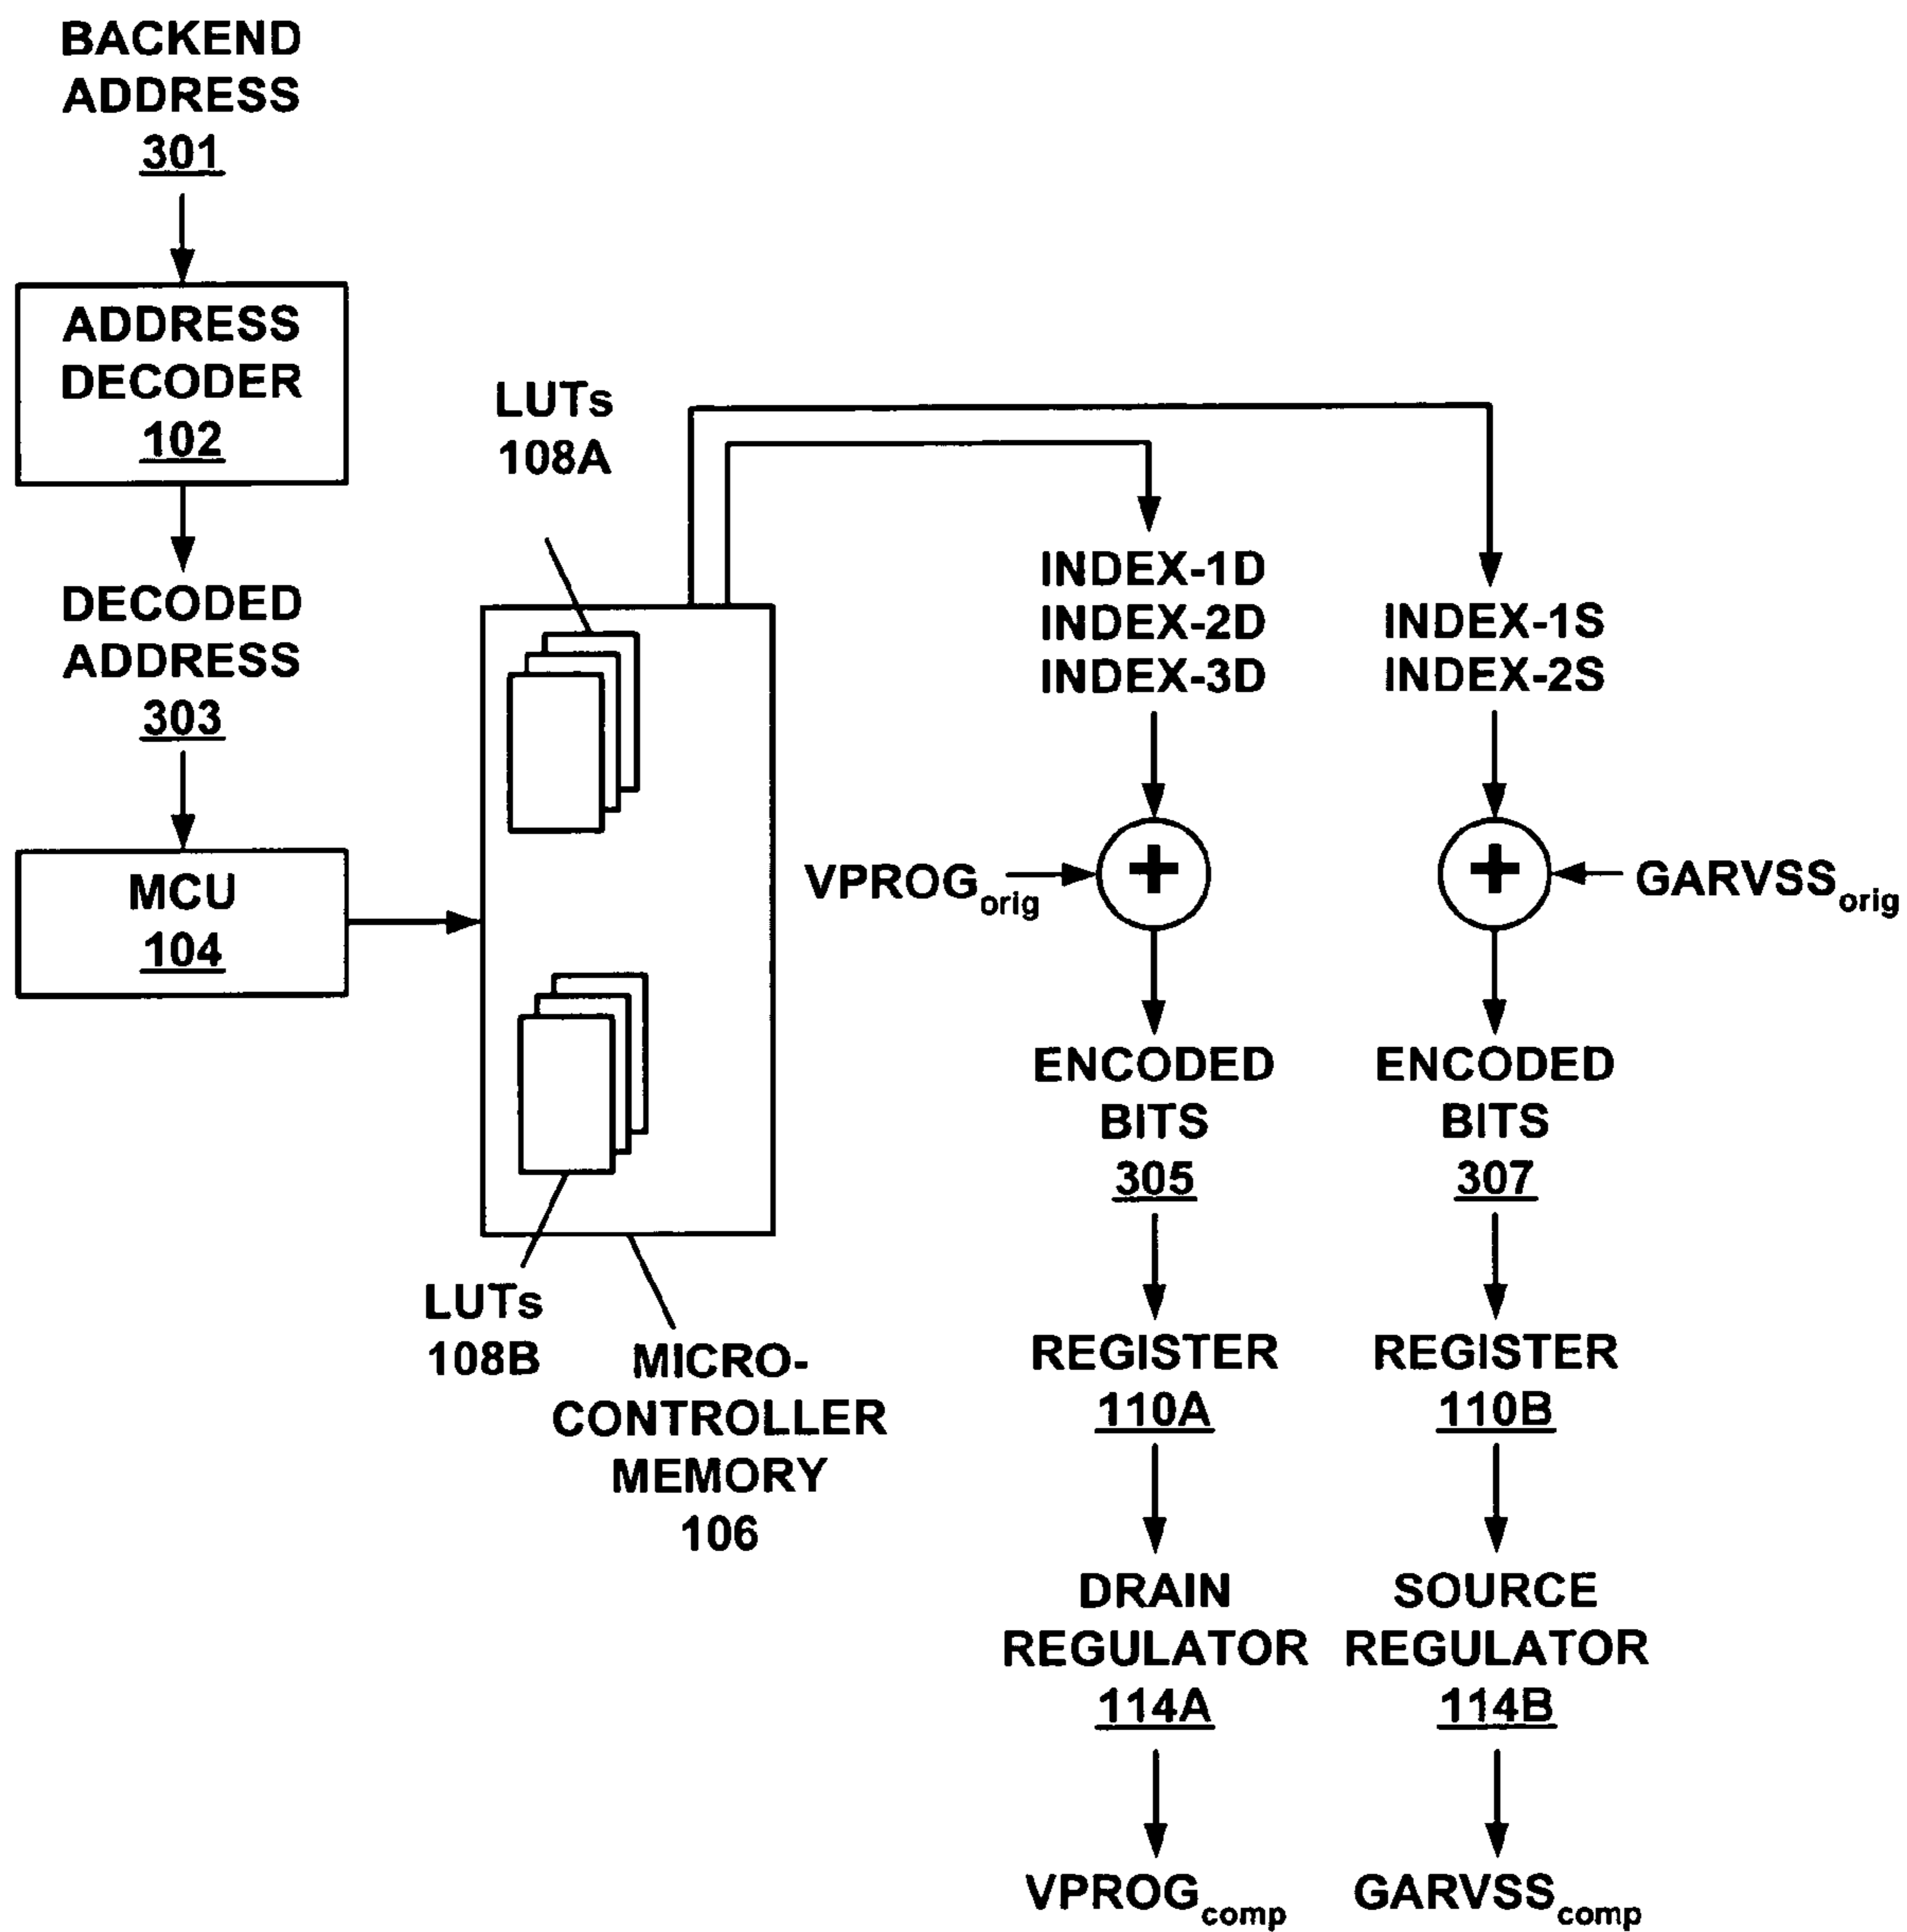 BACKEND
ADDRESS
301
ADDRESS
DECODER
102
DECODED
ADDRESS
303
MCU
104
LUTs
108A
LUTs
108B
MICRO-
CONTROLLER
MEMORY
106
INDEX-1D
INDEX-2D
INDEX-3D
VPROGorig
+
ENCODED
BITS
305
REGISTER
110A
DRAIN
REGULATOR
114A
VPROGcomp
INDEX-1S
INDEX-2S
+
GARVSSorig
ENCODED
BITS
307
REGISTER
110B
SOURCE
REGULATOR
114B
GARVSScomp